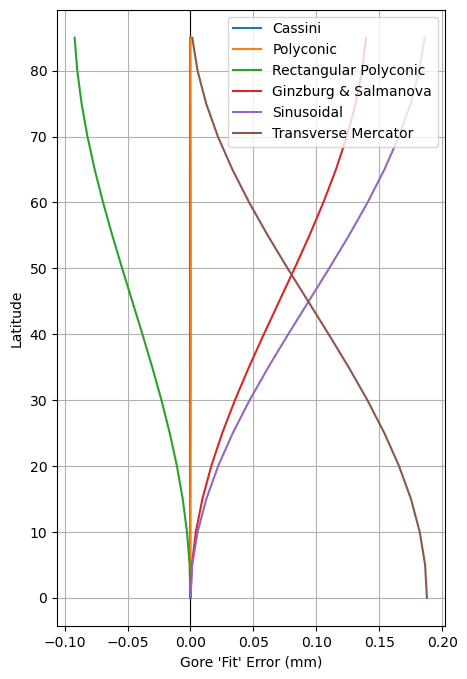 Cassini
Polyconic
Rectangular Polyconic
Ginzburg & Salmanova
Sinusoidal
Transverse Mercator
80
70
60
50
40
30
20
10
0
Latitude
−0.10
−0.05
0.00
0.05
0.10
0.15
0.20
Gore 'Fit' Error (mm)